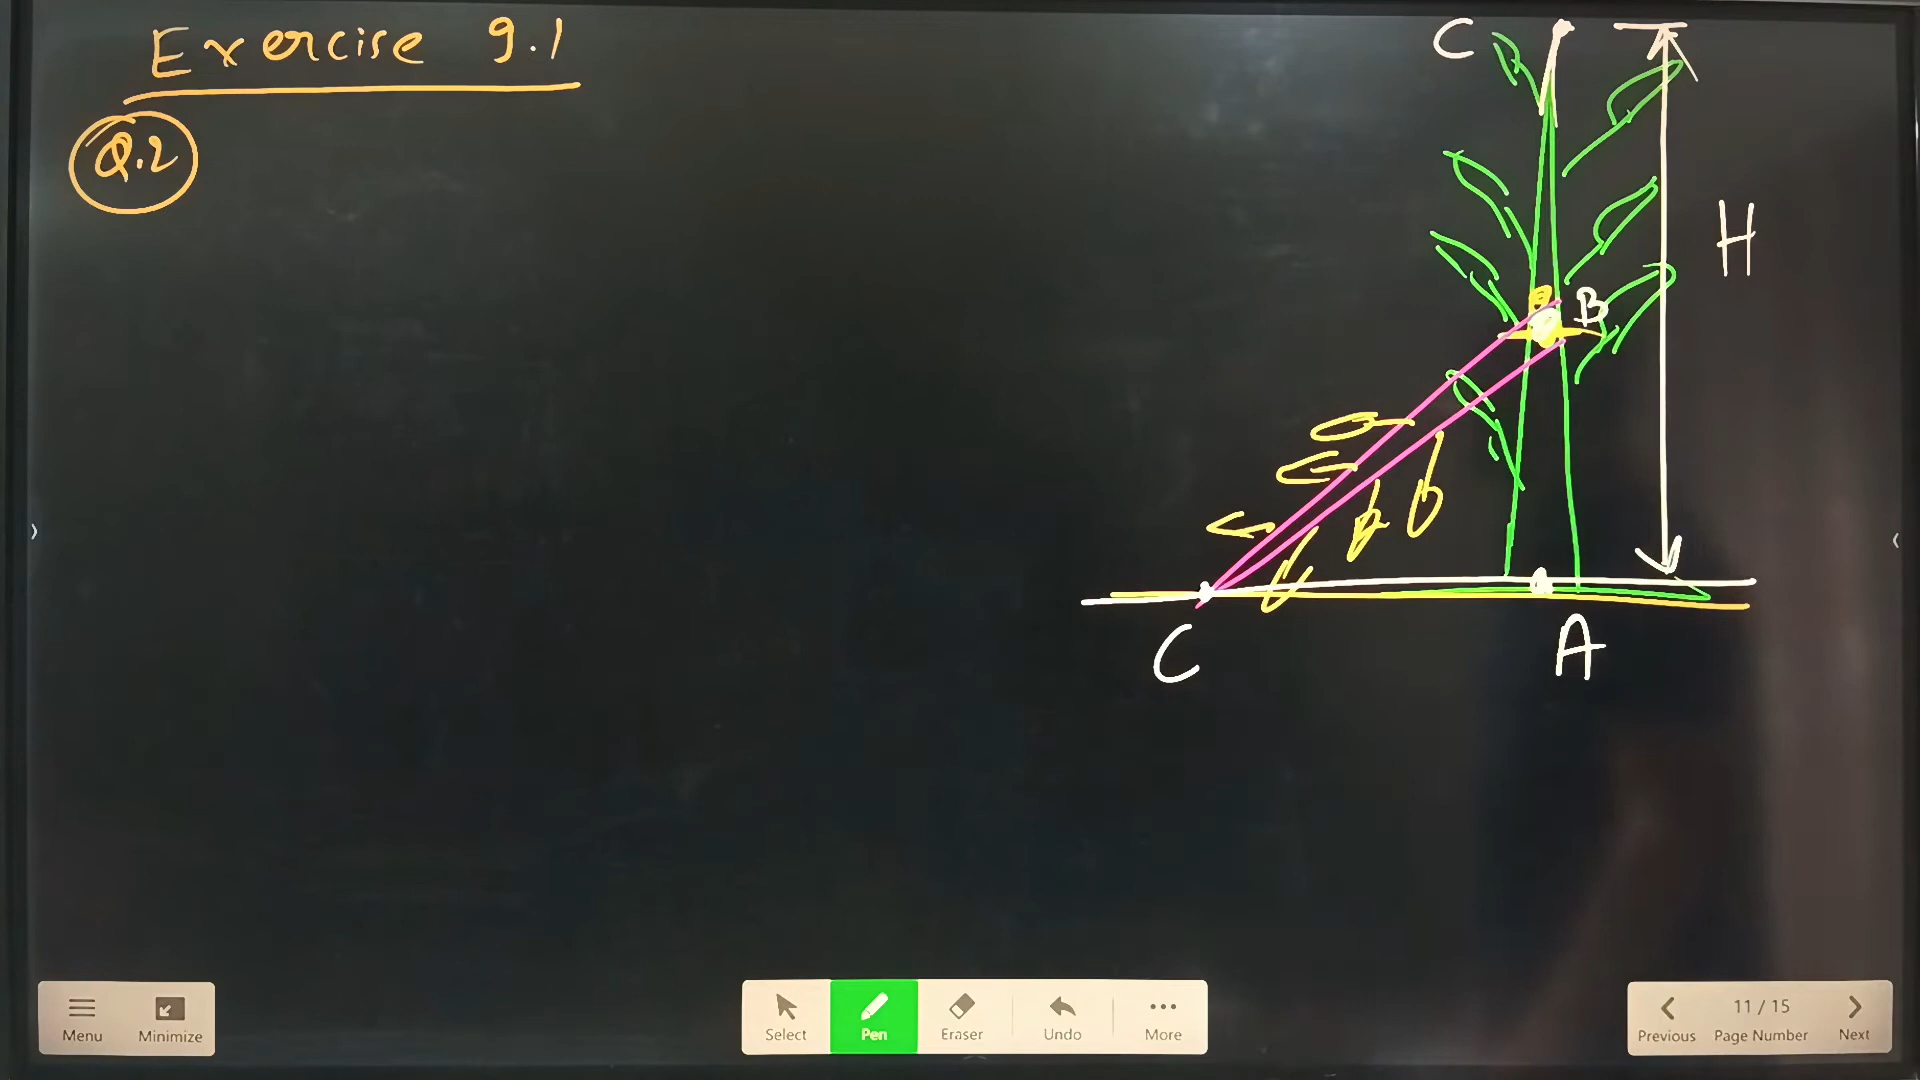 Exercise 9.1
Q.2
C
H
B
C
A
Menu
Minimize
Select
Pen
Eraser
Undo
More
Previous
11 / 15
Page Number
Next